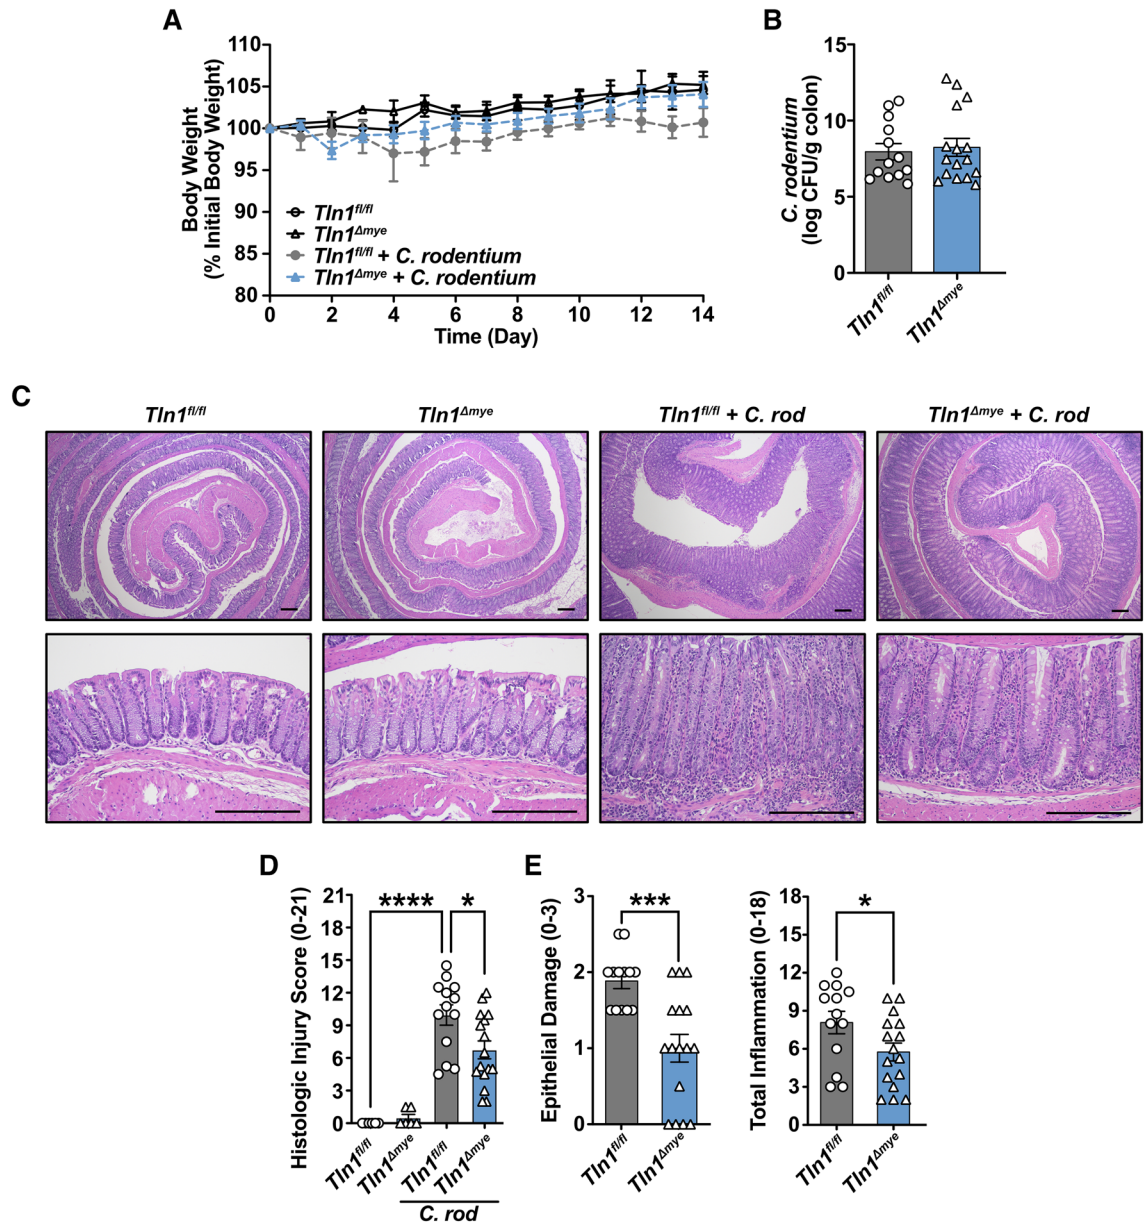 A
Body Weight
(% Initial Body Weight)
110
105
100
95
90
85
80
Tln1fl/fl
Tln1Δmye
Tln1fl/fl + C. rodentium
Tln1Δmye + C. rodentium
0 2 4 6 8 10 12 14
Time (Day)
B
C. rodentium
(log CFU/g colon)
15
10
5
0
Tln1fl/fl
Tln1Δmye
C
Tln1fl/fl
Tln1Δmye
Tln1fl/fl + C. rod
Tln1Δmye + C. rod
D
Histologic Injury Score (0-21)
21
18
15
12
9
6
3
0
**** *
Tln1fl/fl
Tln1Δmye
Tln1fl/fl
Tln1Δmye
C. rod
E
Epithelial Damage (0-3)
3
2
1
0
***
Tln1fl/fl
Tln1Δmye
Total Inflammation (0-18)
18
15
12
9
6
3
0
*
Tln1fl/fl
Tln1Δmye